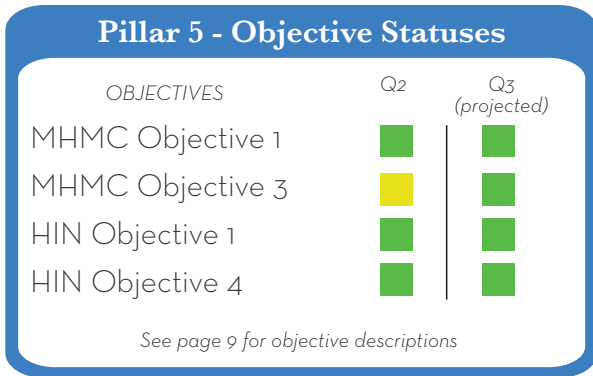 Pillar 5 - Objective Statuses
OBJECTIVES Q2 Q3
(projected)
MHMC Objective 1
MHMC Objective 3
HIN Objective 1
HIN Objective 4
See page 9 for objective descriptions